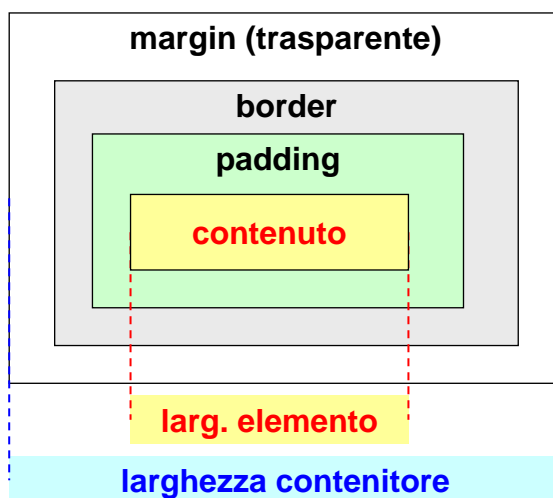 margin (trasparente)
border
padding
contenuto
larg. elemento
larghezza contenitore